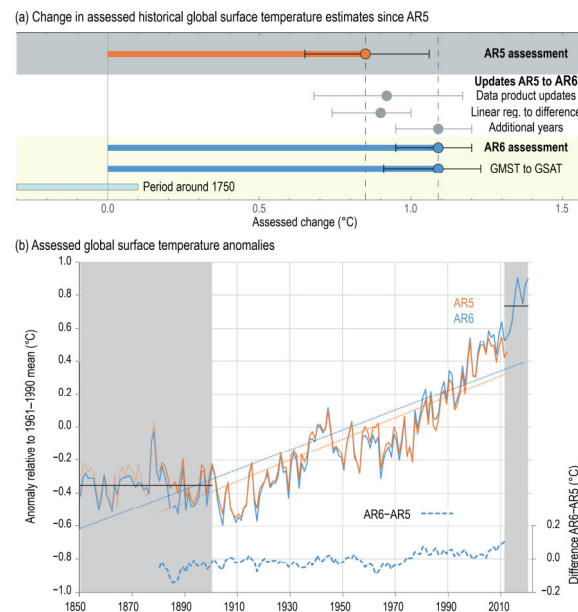 (a) Change in assessed historical global surface temperature estimates since AR5
AR5 assessment
Updates AR5 to AR6
Data product updates
Linear reg. to difference
Additional years
AR6 assessment
GMST to GSAT
Period around 1750
0.0 0.5 1.0 1.5
Assessed change (°C)
(b) Assessed global surface temperature anomalies
Anomaly relative to 1961–1990 mean (°C)
1.0
0.8
0.6
0.4
0.2
0.0
−0.2
−0.4
−0.6
−0.8
−1.0
AR5
AR6
AR6−AR5
0.2
0.0
−0.2
Difference AR6–AR5 (°C)
1850 1870 1890 1910 1930 1950 1970 1990 2010